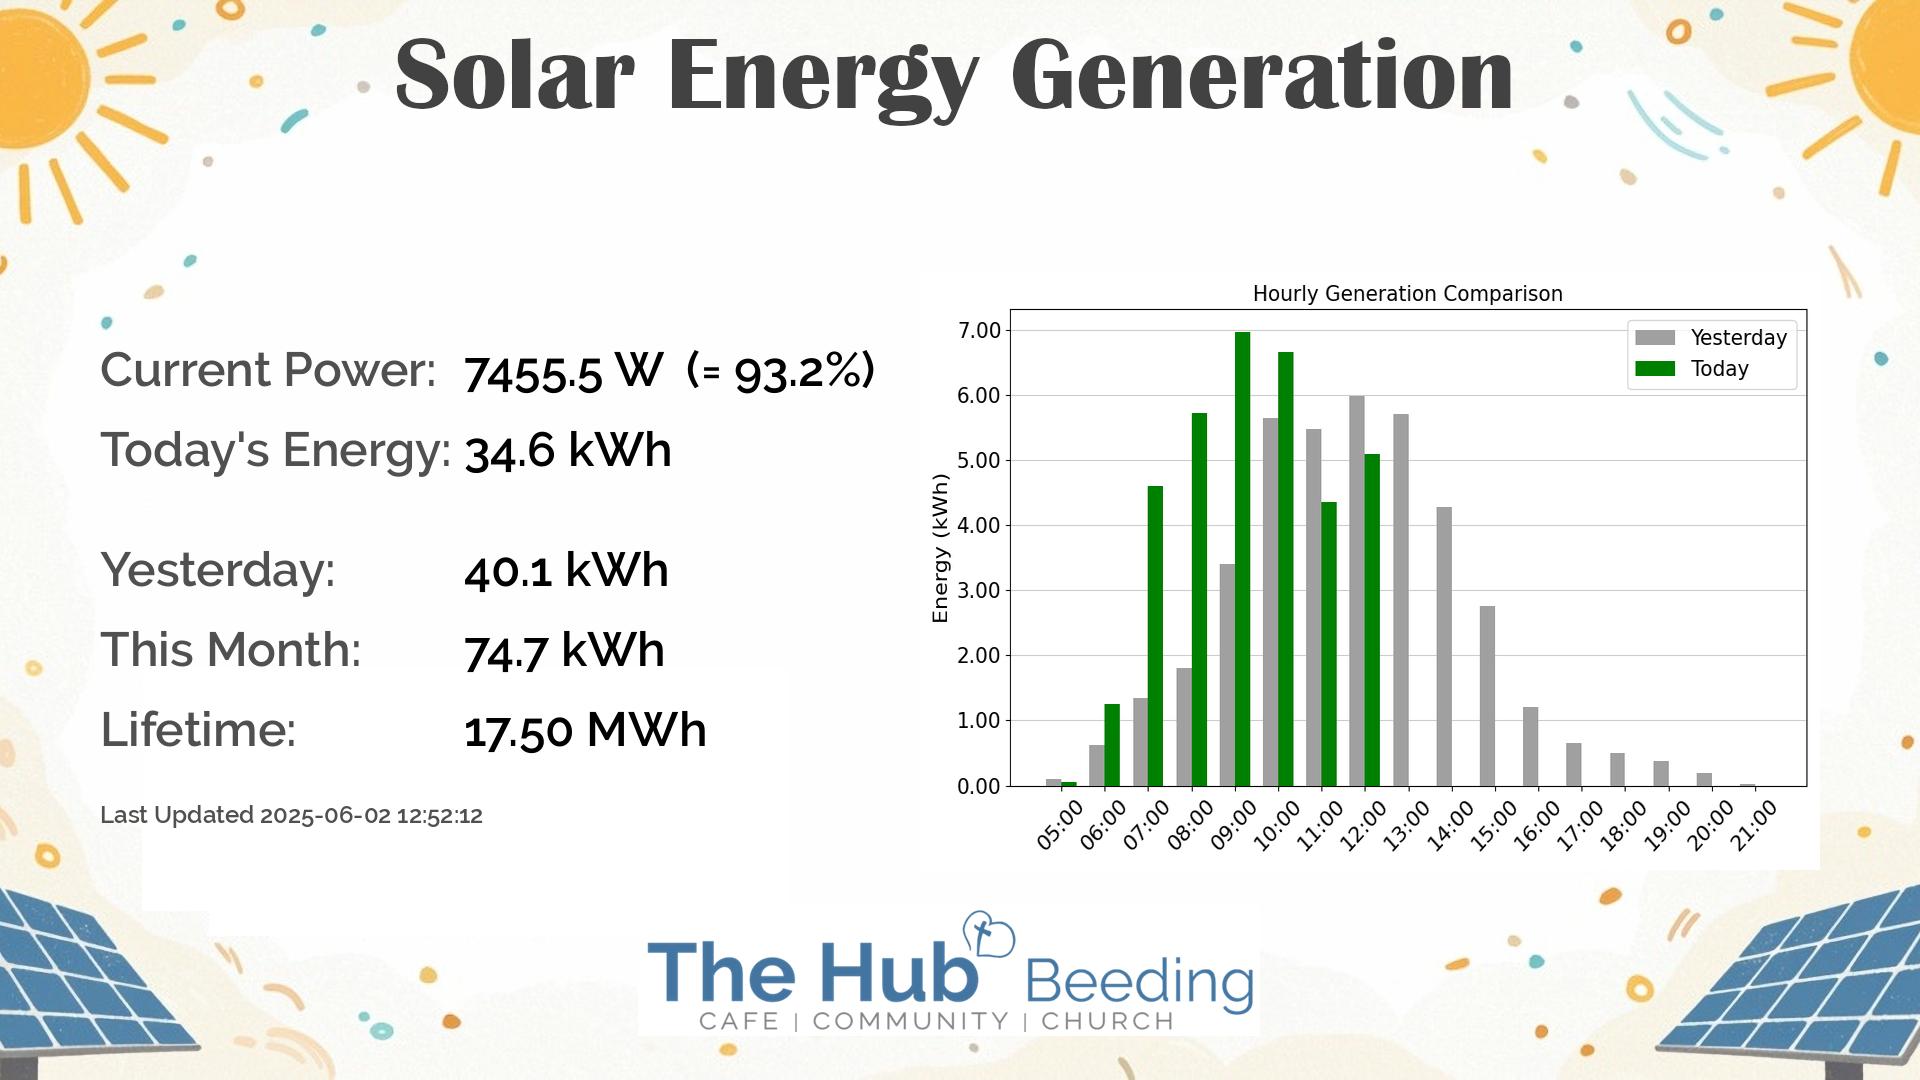 Solar Energy Generation
Current Power: 7455.5 W (= 93.2%)
Today's Energy: 34.6 kWh
Yesterday: 40.1 kWh
This Month: 74.7 kWh
Lifetime: 17.50 MWh
Last Updated 2025-06-02 12:52:12
Hourly Generation Comparison
Yesterday
Today
Energy (kWh)
7.00
6.00
5.00
4.00
3.00
2.00
1.00
0.00
05:00 06:00 07:00 08:00 09:00 10:00 11:00 12:00 13:00 14:00 15:00 16:00 17:00 18:00 19:00 20:00 21:00
The Hub Beeding
CAFE | COMMUNITY | CHURCH